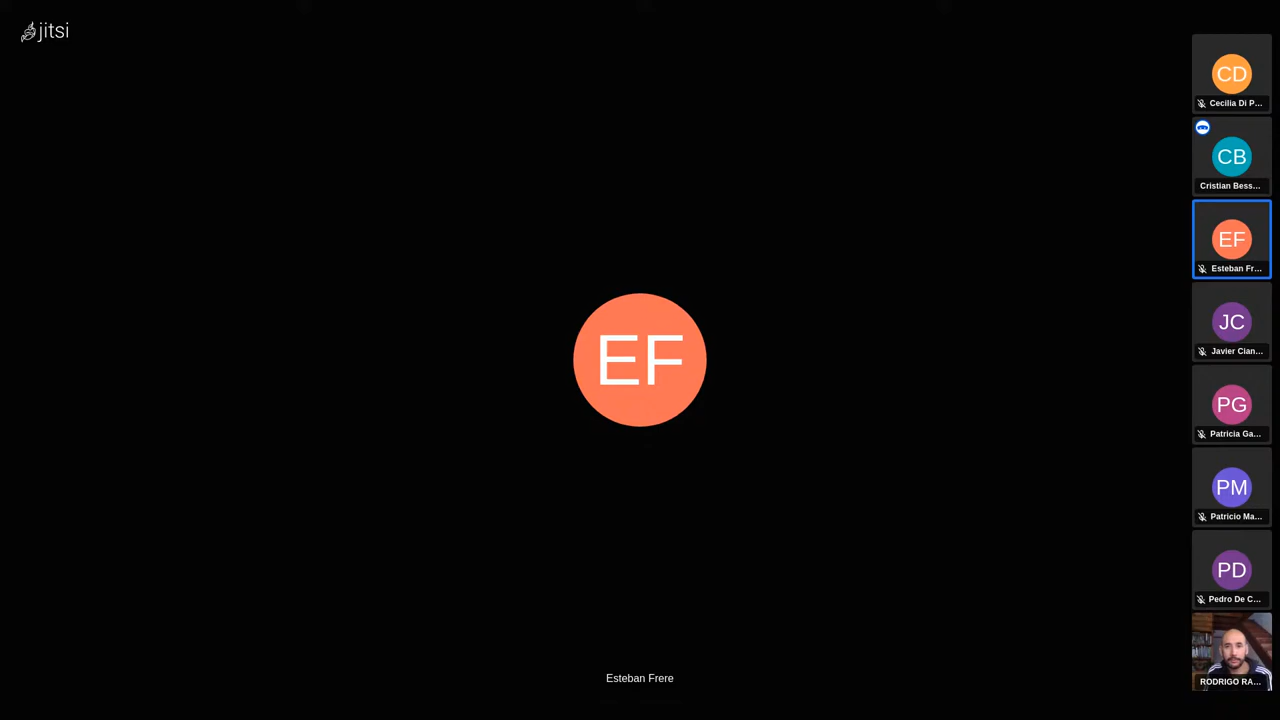 jitsi
CD
Cecilia Di P...
CB
Cristian Bess...
EF
Esteban Fr...
JC
Javier Cian...
PG
Patricia Ga...
PM
Patricio Ma...
PD
Pedro De C...
RODRIGO RA...
EF
Esteban Frere